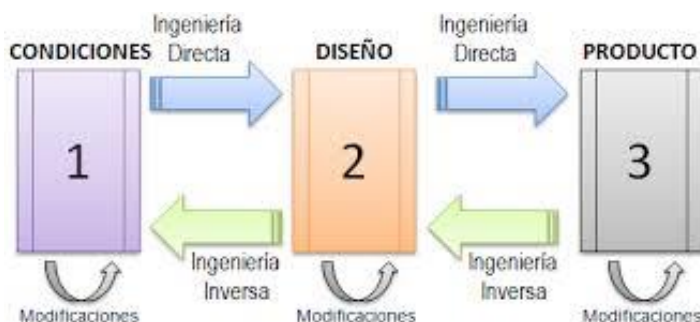 Ingeniería
Directa
Ingeniería
Directa
CONDICIONES
DISEÑO
PRODUCTO
1
2
3
Ingeniería
Inversa
Ingeniería
Inversa
Modificaciones
Modificaciones
Modificaciones